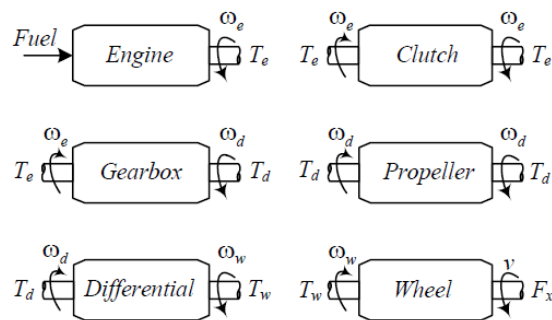 Fuel Engine ωe Te
Te ωe Clutch ωe Te
Te ωe Gearbox ωd Td
Td ωd Propeller ωd Td
Td ωd Differential ωw Tw
Tw ωw Wheel v Fx